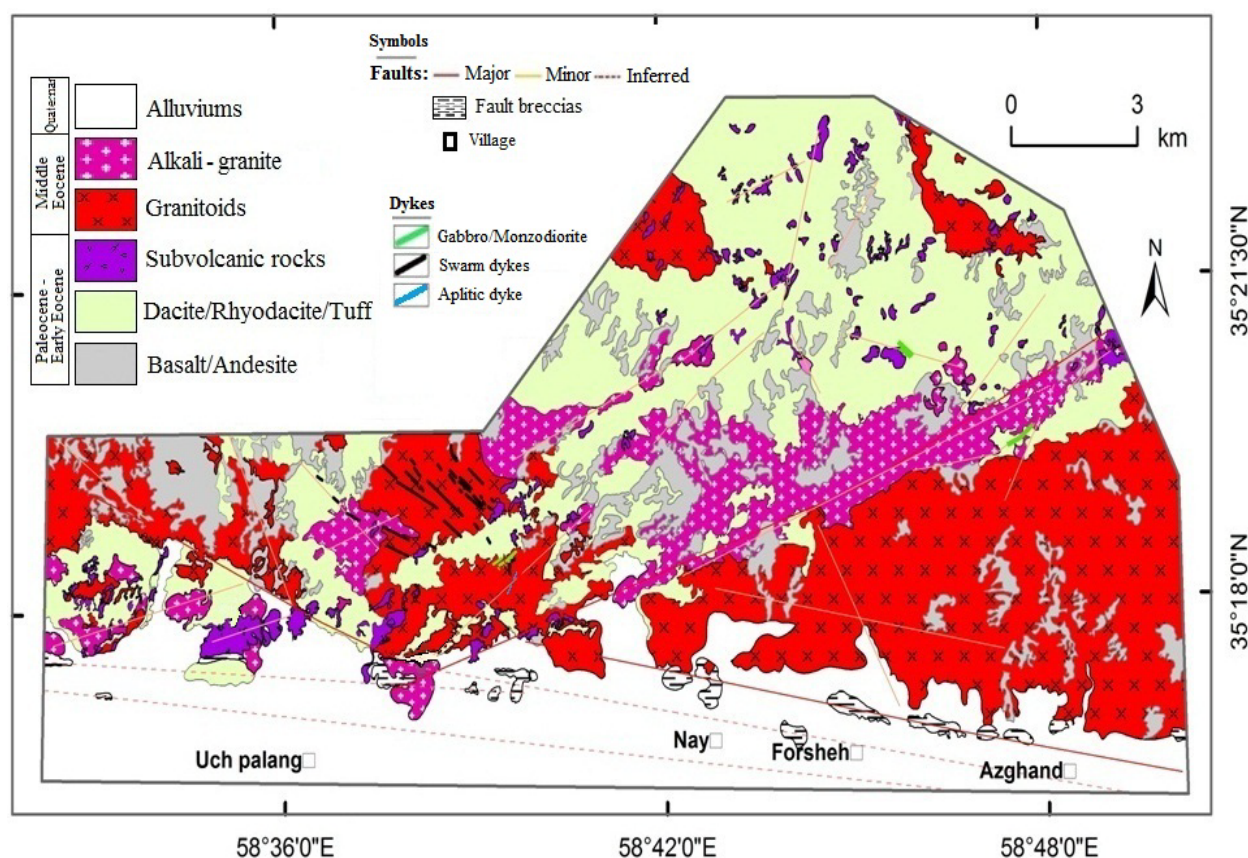 Symbols
Faults: Major Minor Inferred
Fault breccias
Village
Dykes
Gabbro/Monzodiorite
Swarm dykes
Aplitic dyke
Quaternar
Alluviums
Middle Eocene
Alkali - granite
Granitoids
Paleocene - Early Eocene
Subvolcanic rocks
Dacite/Rhyodacite/Tuff
Basalt/Andesite
0 3
km
N
35°21'30"N
35°18'0"N
Uch palang
Nay
Forsheh
Azghand
58°36'0"E 58°42'0"E 58°48'0"E